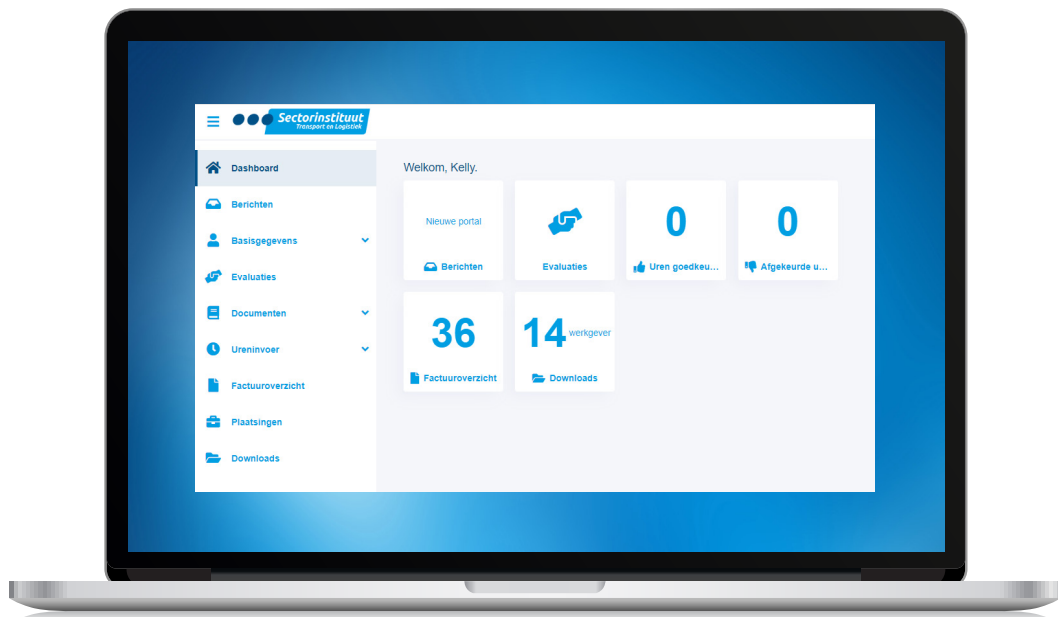 Sectorinstituut
Transport en Logistiek
Dashboard
Berichten
Basisgegevens
Evaluaties
Documenten
Ureninvoer
Factuuroverzicht
Plaatsingen
Downloads
Welkom, Kelly.
Nieuwe portal
Berichten
Evaluaties
0
Uren goedkeu...
0
Afgekeurde u...
36
Factuuroverzicht
14 werkgever
Downloads